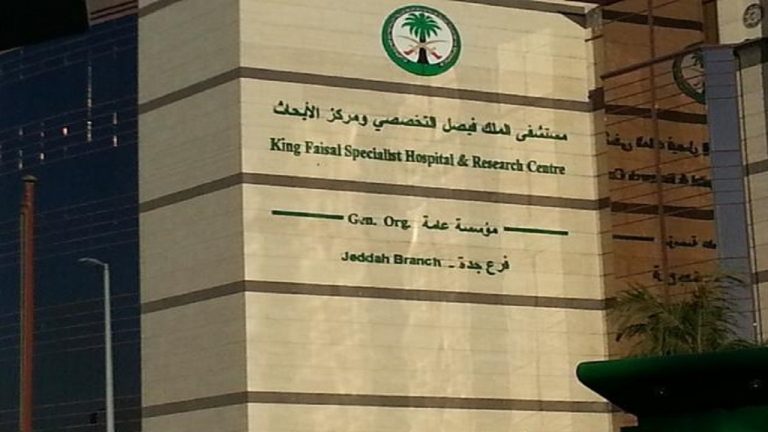 مستشفى الملك فيصل التخصصي ومركز الأبحاث
King Faisal Specialist Hospital & Research Centre
Gen. Org. مؤسسة عامة
Jeddah Branch - فرع جدة